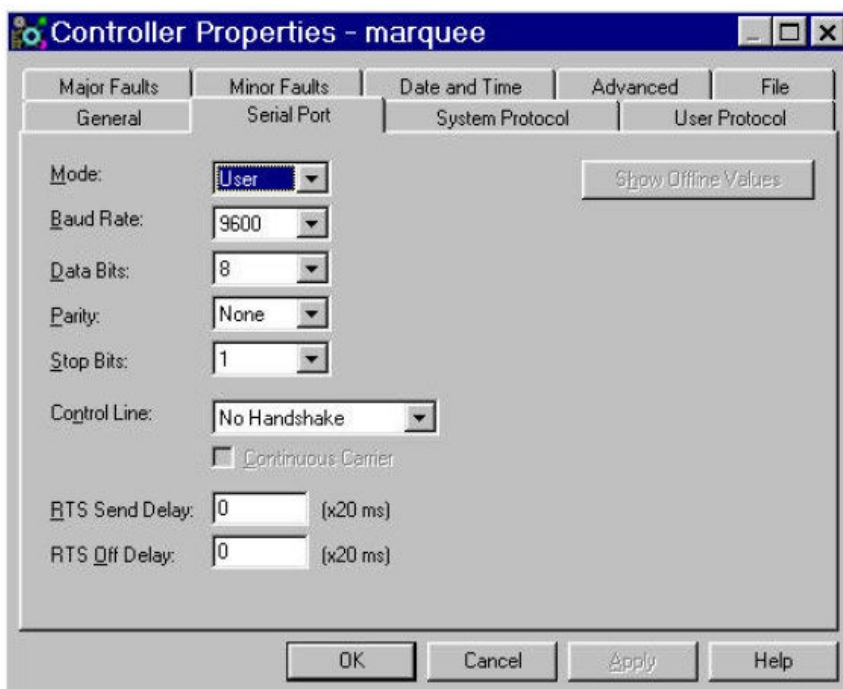 Controller Properties - marquee
Major Faults Minor Faults Date and Time Advanced File
General Serial Port System Protocol User Protocol
Mode: User Show Offline Values
Baud Rate: 9600
Data Bits: 8
Parity: None
Stop Bits: 1
Control Line: No Handshake
Continuous Carrier
RTS Send Delay: 0 (x20 ms)
RTS Off Delay: 0 (x20 ms)
OK Cancel Apply Help